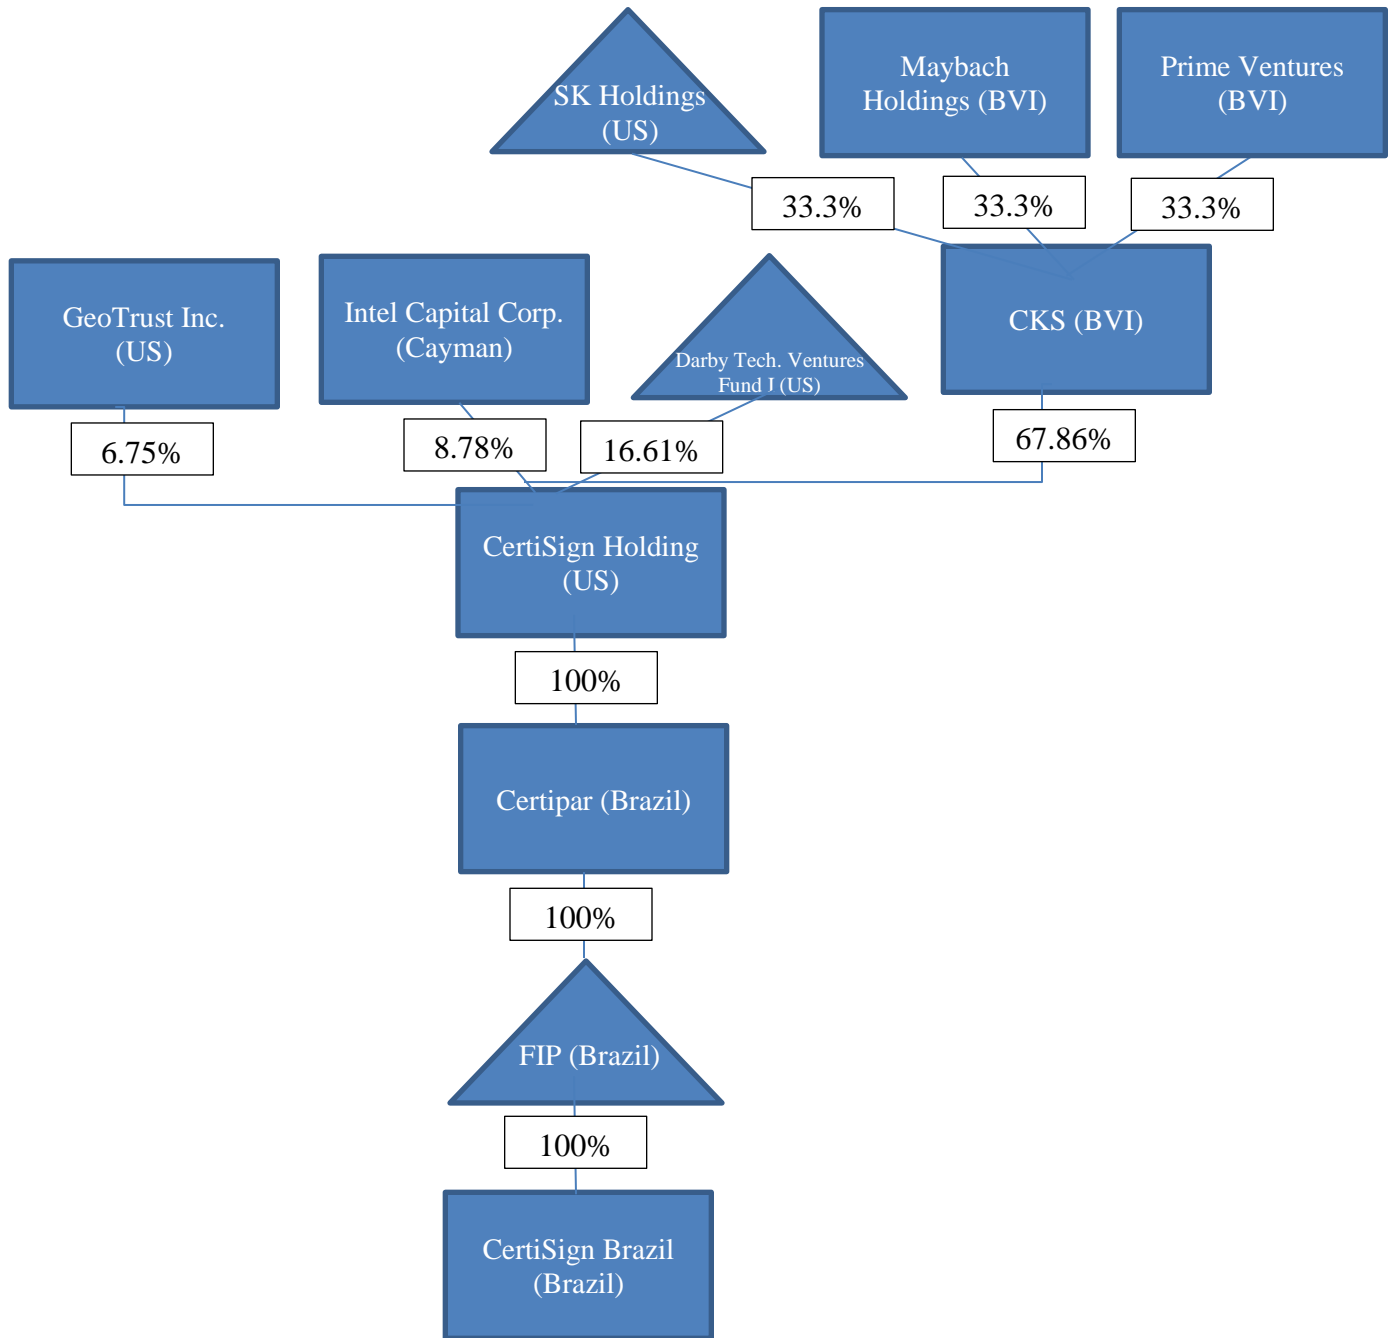 SK Holdings
(US)
Maybach
Holdings (BVI)
Prime Ventures
(BVI)
33.3%
33.3%
33.3%
GeoTrust Inc.
(US)
Intel Capital Corp.
(Cayman)
Darby Tech. Ventures
Fund I (US)
CKS (BVI)
6.75%
8.78%
16.61%
67.86%
CertiSign Holding
(US)
100%
Certipar (Brazil)
100%
FIP (Brazil)
100%
CertiSign Brazil
(Brazil)